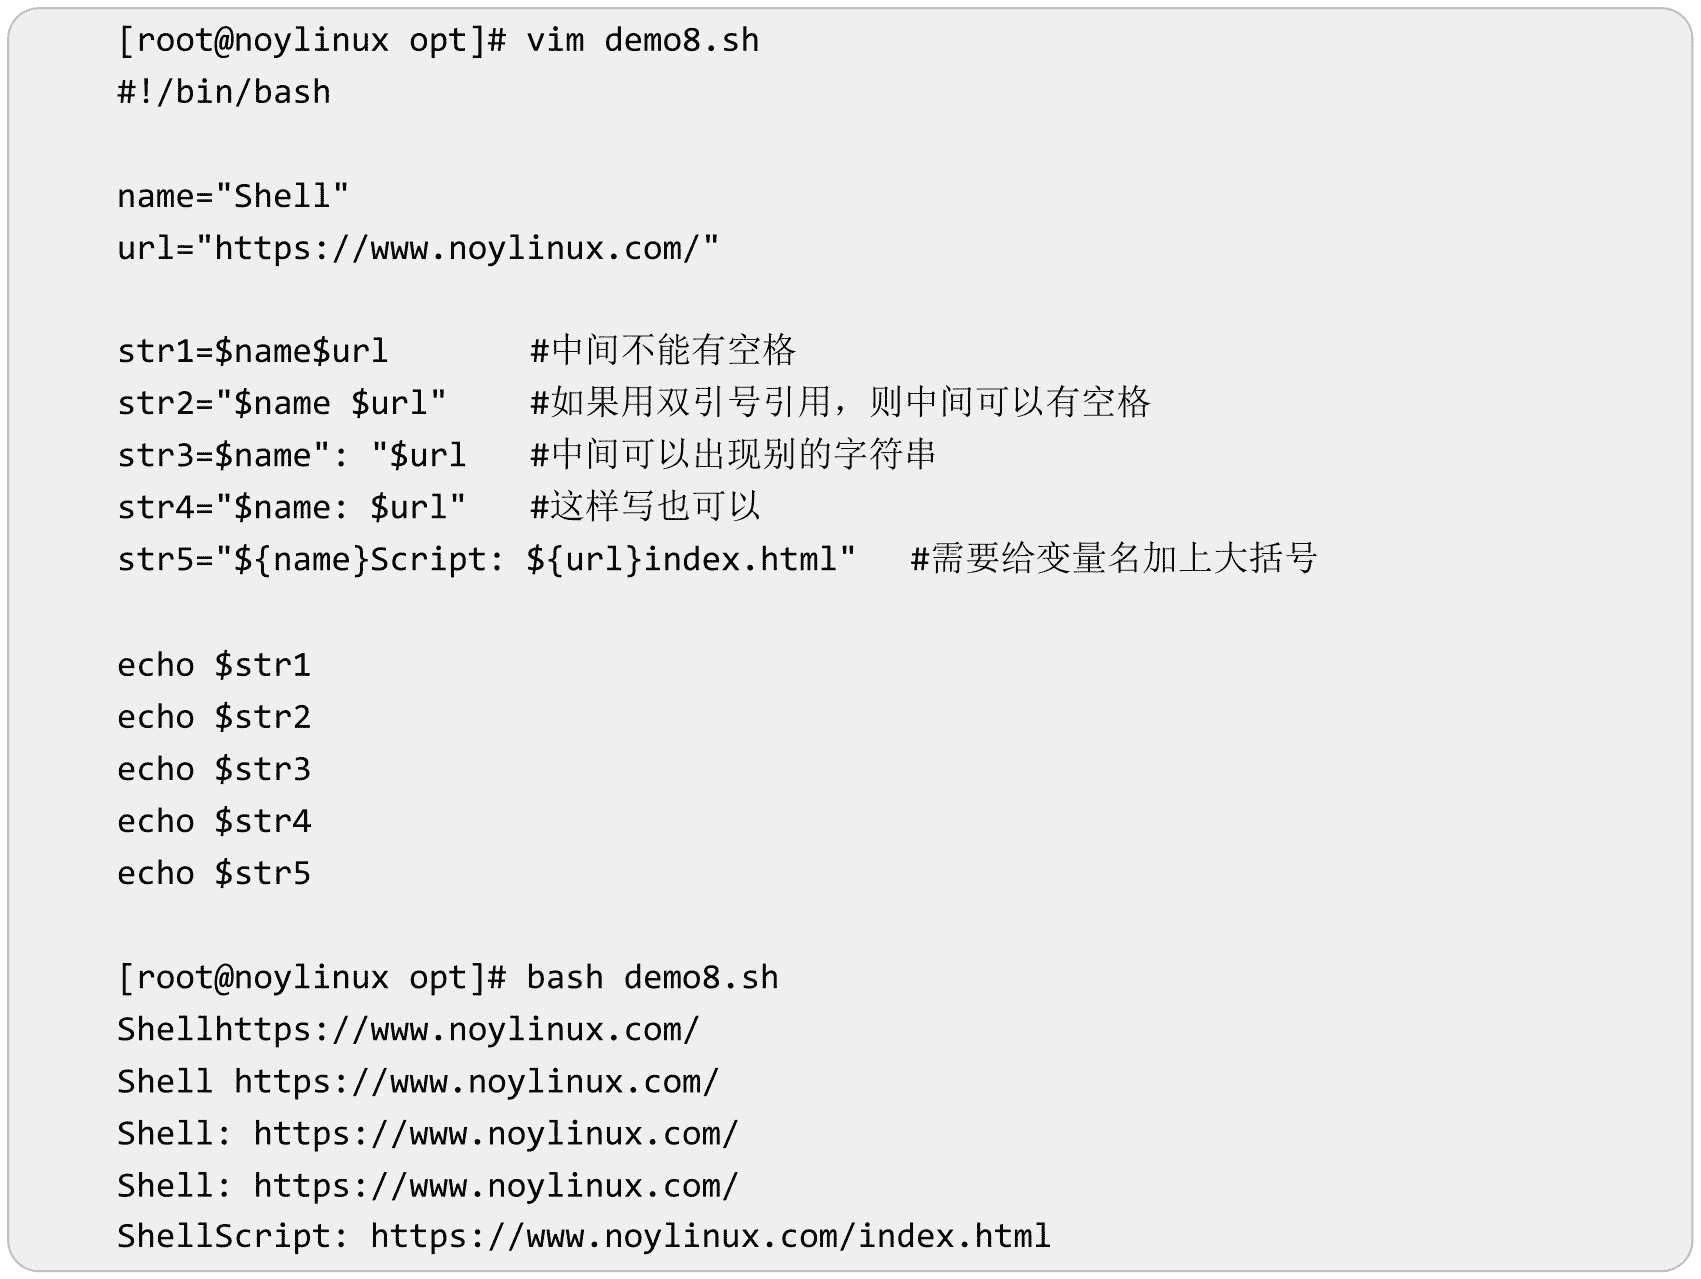 [root@noylinux opt]# vim demo8.sh
#!/bin/bash
name="Shell"
url="https://www.noylinux.com/"
str1=$name$url #中间不能有空格
str2="$name $url" #如果用双引号引用，则中间可以有空格
str3=$name": "$url #中间可以出现别的字符串
str4="$name: $url" #这样写也可以
str5="${name}Script: ${url}index.html" #需要给变量名加上大括号
echo $str1
echo $str2
echo $str3
echo $str4
echo $str5
[root@noylinux opt]# bash demo8.sh
Shellhttps://www.noylinux.com/
Shell https://www.noylinux.com/
Shell: https://www.noylinux.com/
Shell: https://www.noylinux.com/
ShellScript: https://www.noylinux.com/index.html